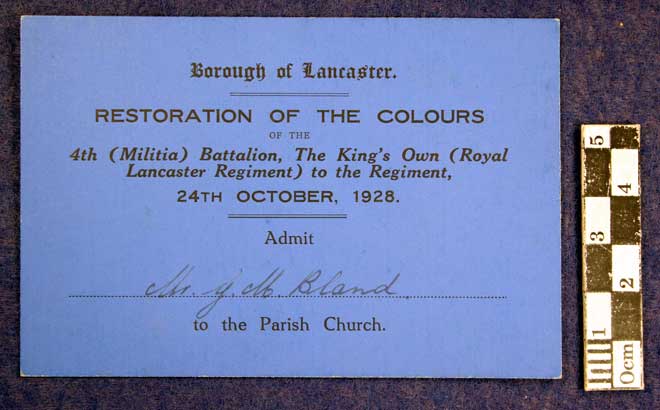 Borough of Lancaster.
RESTORATION OF THE COLOURS
OF THE
4th (Militia) Battalion, The King's Own (Royal
Lancaster Regiment) to the Regiment,
24TH OCTOBER, 1928.
Admit
Mr. G. M. Bland
to the Parish Church.
5
4
3
2
1
0cm